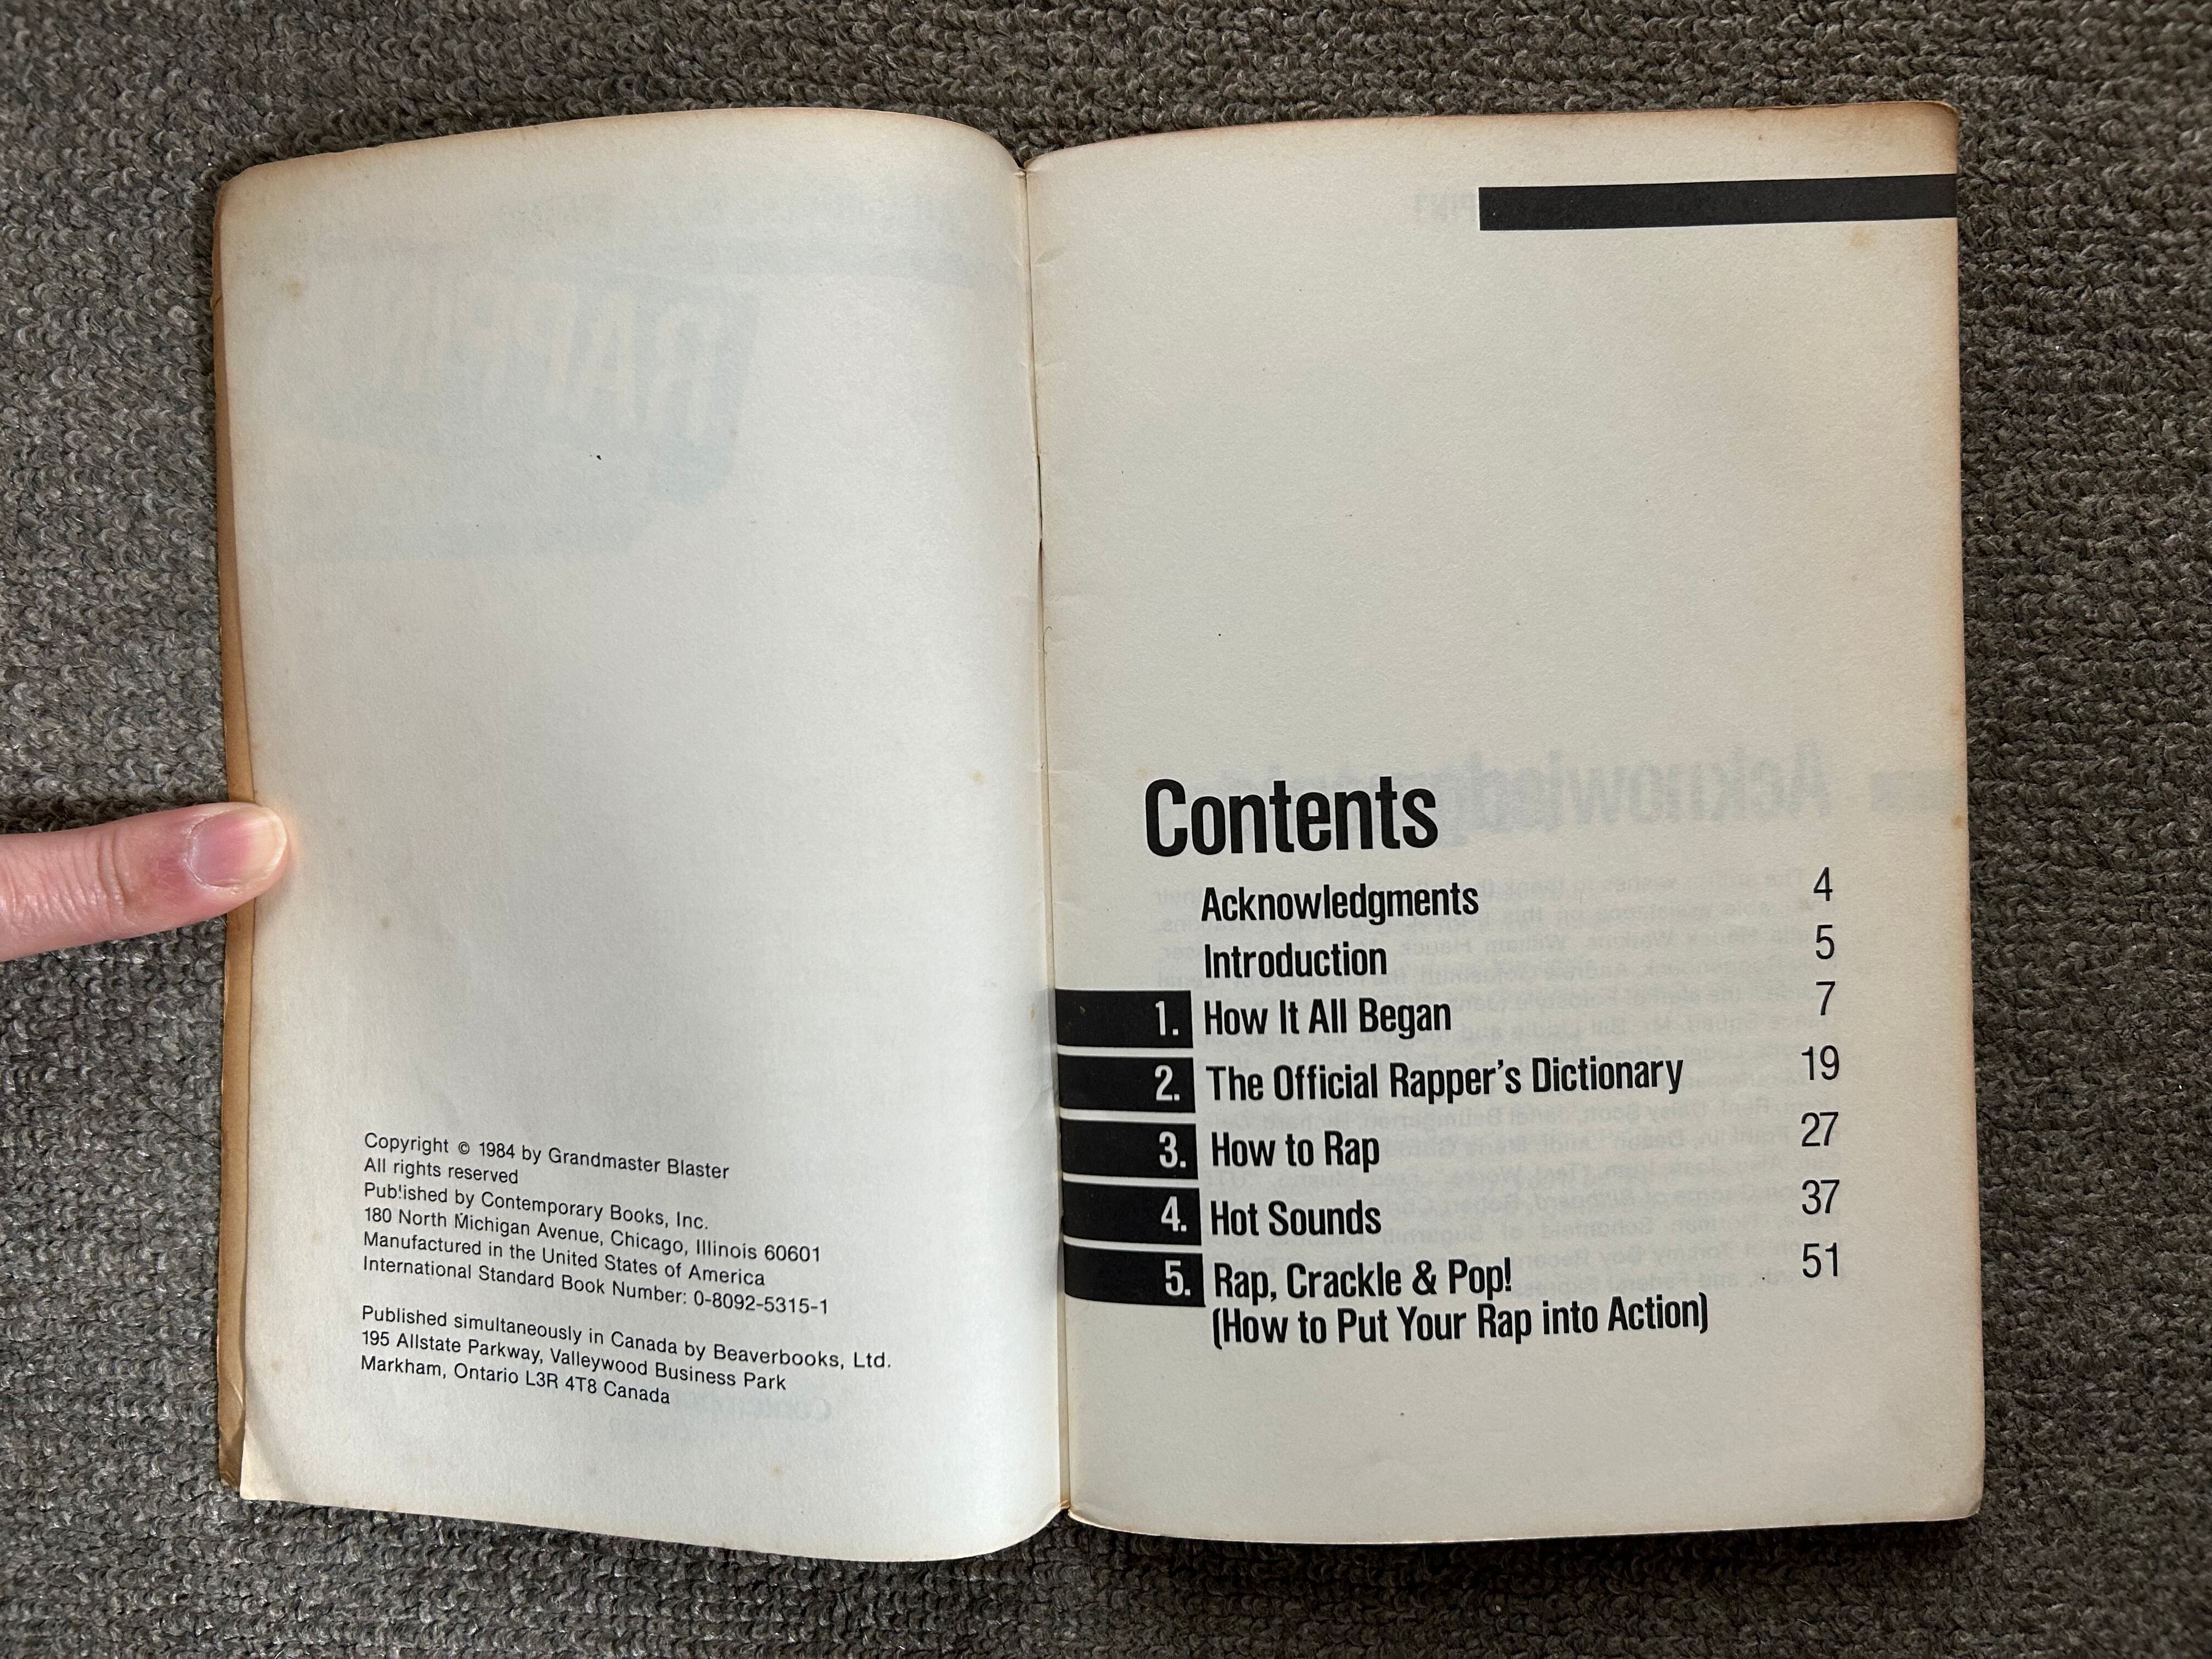 Copyright © 1984 by Grandmaster Blaster
All rights reserved
Published by Contemporary Books, Inc.
180 North Michigan Avenue, Chicago, Illinois 60601
Manufactured in the United States of America
International Standard Book Number: 0-8092-5315-1
Published simultaneously in Canada by Beaverbooks, Ltd.
195 Allstate Parkway, Valleywood Business Park
Markham, Ontario L3R 4T8 Canada
Contents
Acknowledgments 4
Introduction 5
1. How It All Began 7
2. The Official Rapper's Dictionary 19
3. How to Rap 27
4. Hot Sounds 37
5. Rap, Crackle & Pop! 51
(How to Put Your Rap into Action)